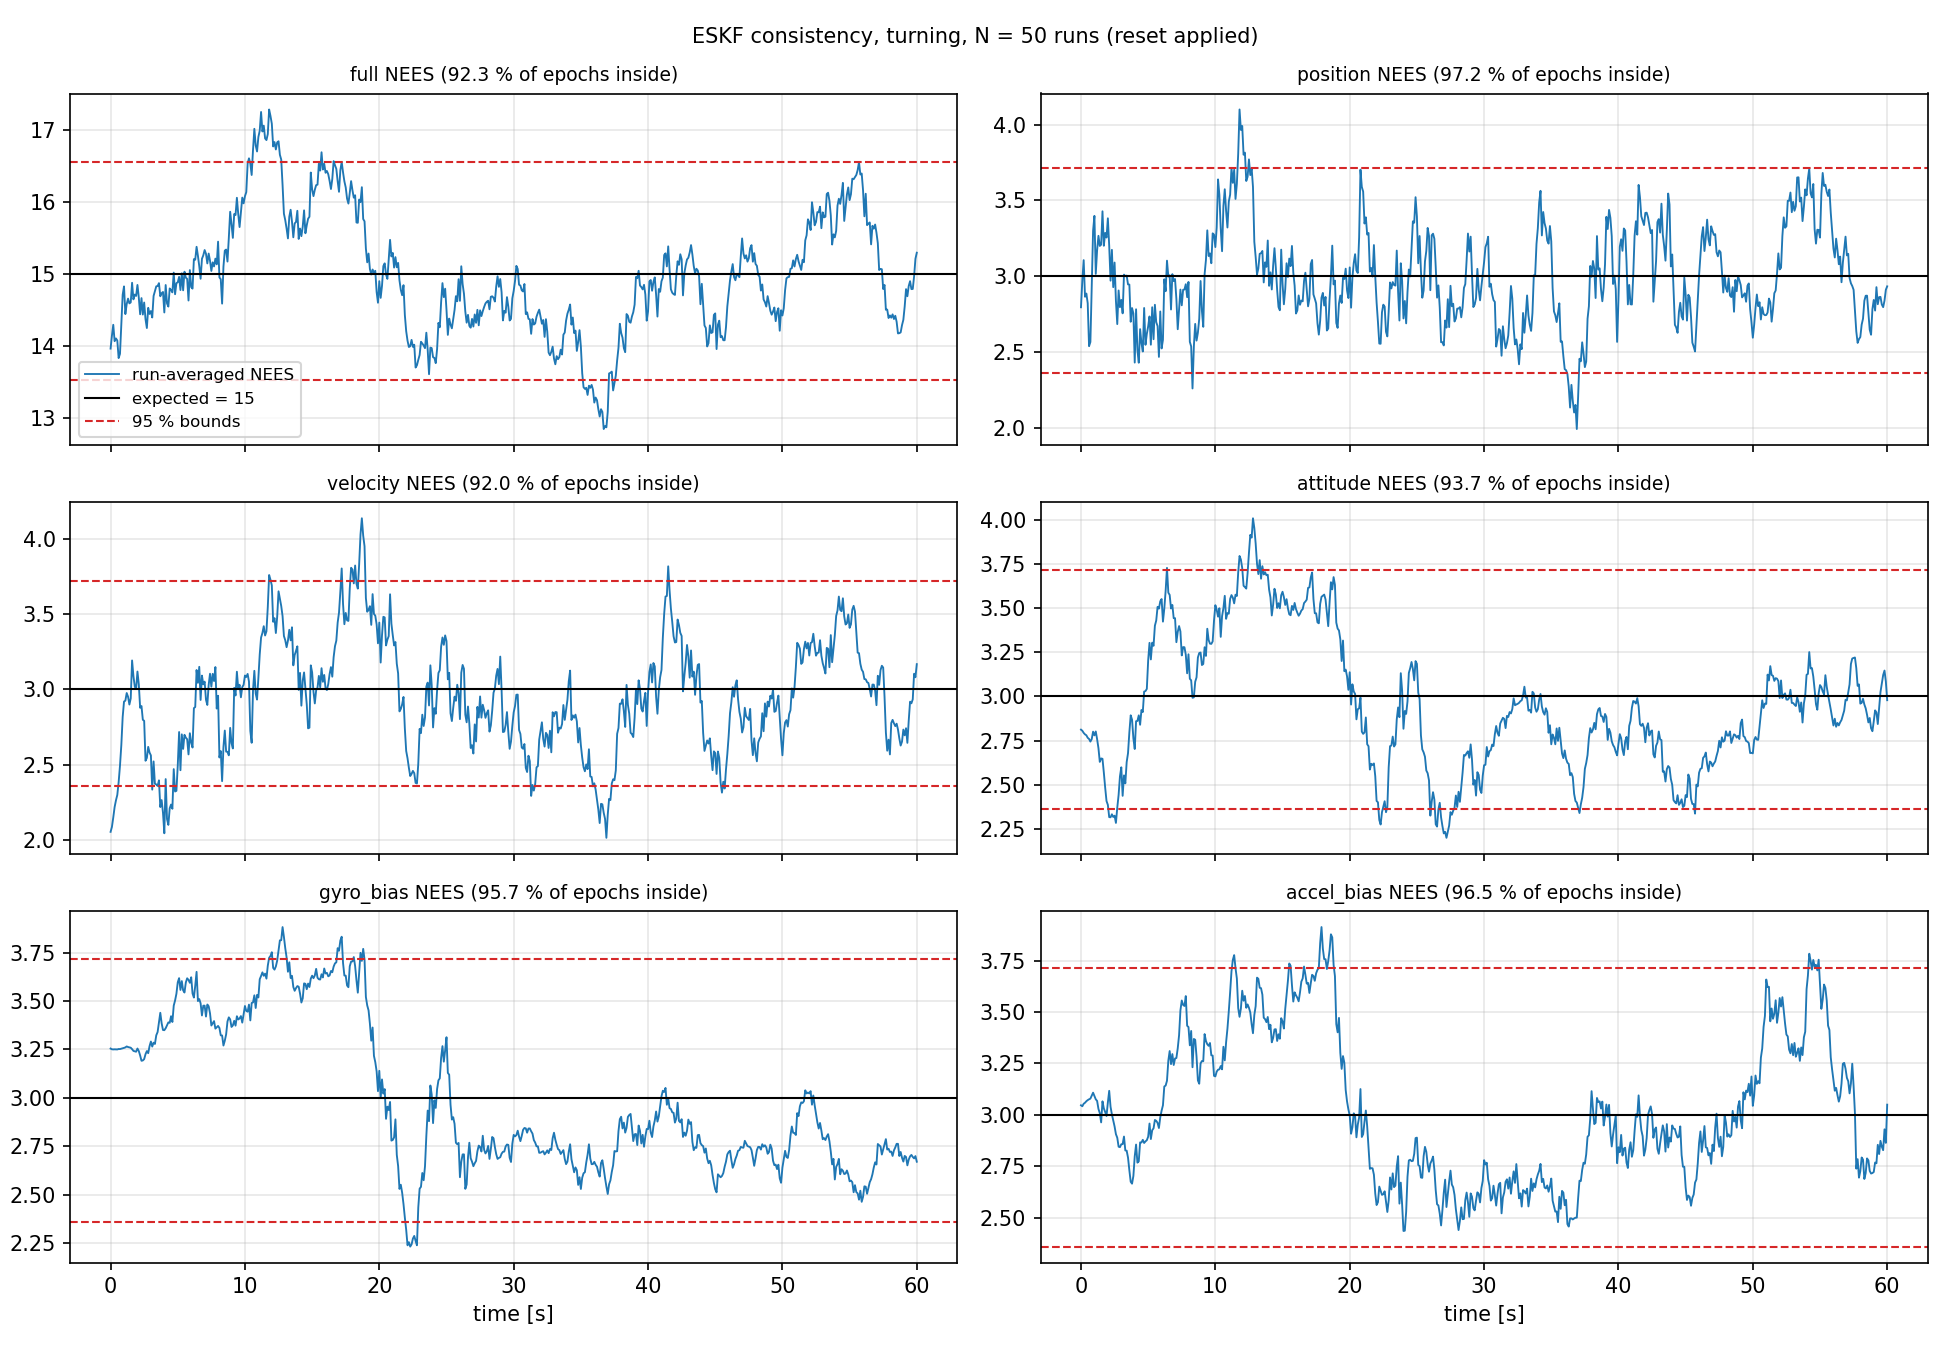 ESKF consistency, turning, N = 50 runs (reset applied)
full NEES (92.3 % of epochs inside)
17
16
15
14
13
run-averaged NEES
expected = 15
95 % bounds
position NEES (97.2 % of epochs inside)
4.0
3.5
3.0
2.5
2.0
velocity NEES (92.0 % of epochs inside)
4.0
3.5
3.0
2.5
2.0
attitude NEES (93.7 % of epochs inside)
4.00
3.75
3.50
3.25
3.00
2.75
2.50
2.25
gyro_bias NEES (95.7 % of epochs inside)
3.75
3.50
3.25
3.00
2.75
2.50
2.25
0 10 20 30 40 50 60
time [s]
accel_bias NEES (96.5 % of epochs inside)
3.75
3.50
3.25
3.00
2.75
2.50
0 10 20 30 40 50 60
time [s]